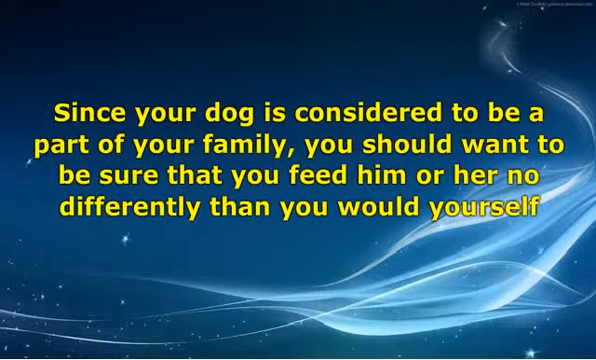 Since your dog is considered to be a
part of your family, you should want to
be sure that you feed him or her no
differently than you would yourself